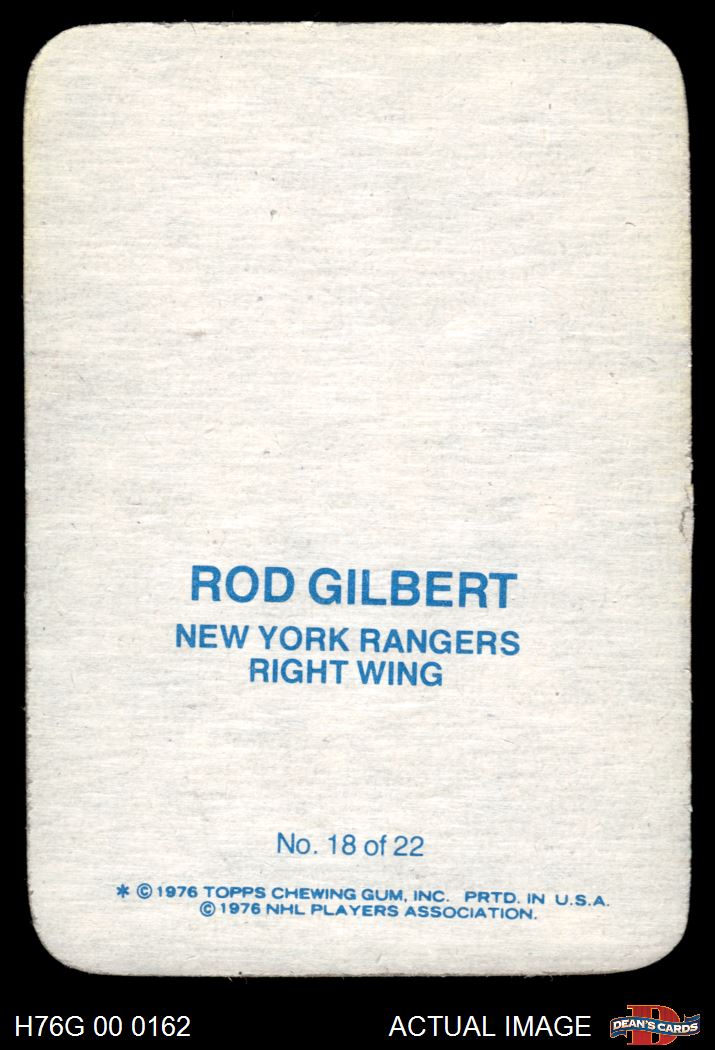 ROD GILBERT
NEW YORK RANGERS
RIGHT WING
No. 18 of 22
* © 1976 TOPPS CHEWING GUM, INC. PRTD. IN U.S.A.
© 1976 NHL PLAYERS ASSOCIATION.
H76G 00 0162
ACTUAL IMAGE
D
DEAN'S CARDS